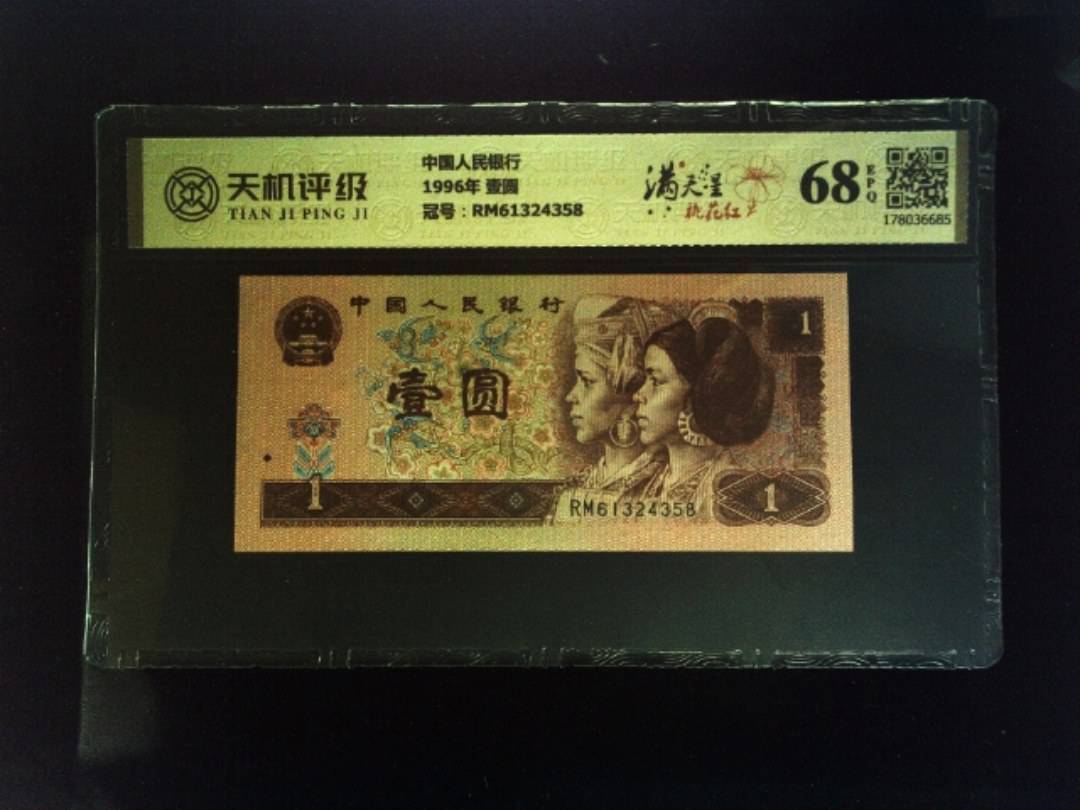 天机评级
TIAN JI PING JI
中国人民银行
1996年 壹圆
冠号：RM61324358
满天星
桃花红
68
EPQ
178036685
中国人民银行
1
壹圆
1
RM61324358
1